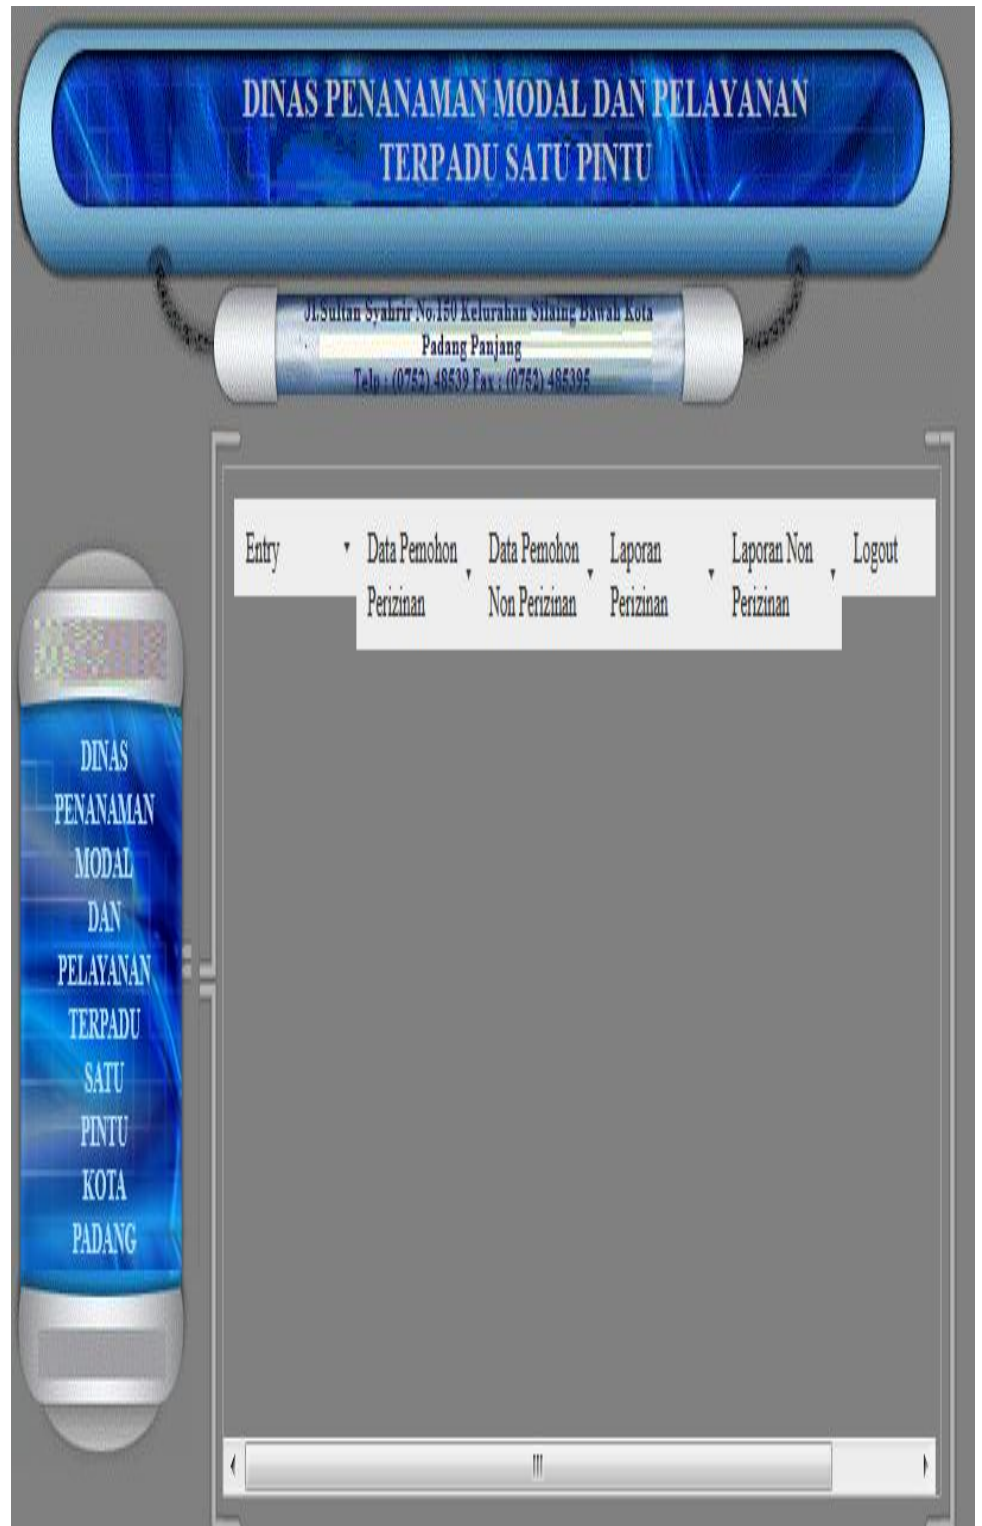 DINAS PENANAMAN MODAL DAN PELAYANAN
TERPADU SATU PINTU
Jl.Sultan Syahrir No.150 Kelurahan Silaing Bawah Kota
Padang Panjang
Telp : (0752) 48539 Fax : (0752) 485395
Entry
Data Pemohon
Perizinan
Data Pemohon
Non Perizinan
Laporan
Perizinan
Laporan Non
Perizinan
Logout
DINAS
PENANAMAN
MODAL
DAN
PELAYANAN
TERPADU
SATU
PINTU
KOTA
PADANG